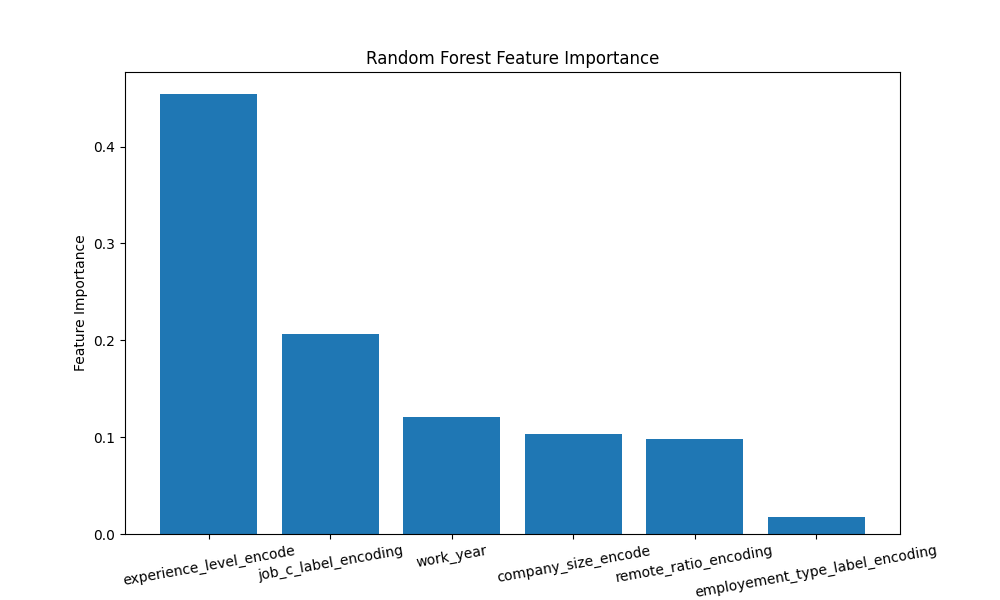 Random Forest Feature Importance
Feature Importance
0.4
0.3
0.2
0.1
0.0
experience_level_encode
job_c_label_encoding
work_year
company_size_encode
remote_ratio_encoding
employement_type_label_encoding